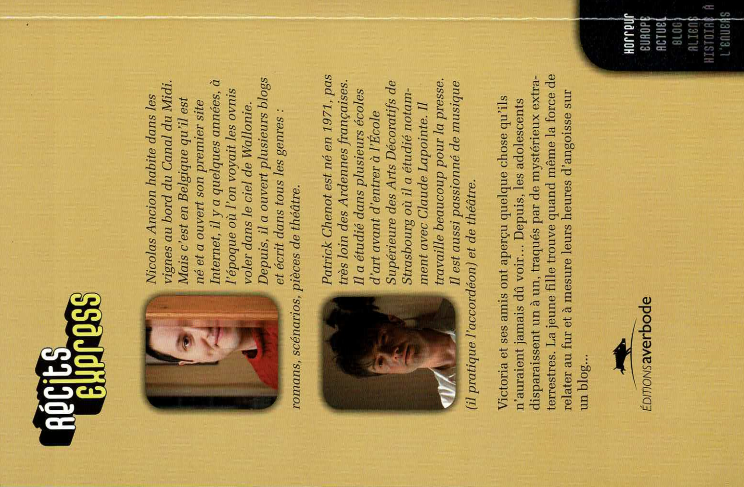 Récits
express
Nicolas Ancion habite dans les
vignes au bord du Canal du Midi.
Mais c'est en Belgique qu'il est
né et a ouvert son premier site
Internet, il y a quelques années, à
l'époque où l'on voyait les ovnis
voler dans le ciel de Wallonie.
Depuis, il a ouvert plusieurs blogs
et écrit dans tous les genres :
romans, scénarios, pièces de théâtre.
Patrick Chenot est né en 1971, pas
très loin des Ardennes françaises.
Il a étudié dans plusieurs écoles
d'art avant d'entrer à l'École
Supérieure des Arts Décoratifs de
Strasbourg où il a étudié notam-
ment avec Claude Lapointe. Il
travaille beaucoup pour la presse.
Il est aussi passionné de musique
(il pratique l'accordéon) et de théâtre.
Victoria et ses amis ont aperçu quelque chose qu'ils
n'auraient jamais dû voir... Depuis, les adolescents
disparaissent un à un, traqués par de mystérieux extra-
terrestres. La jeune fille trouve quand même la force de
relater au fur et à mesure leurs heures d'angoisse sur
un blog...
ÉDITIONS averbode
HORREUR
EUROPE
ACTUEL
BLOG
ALIENS
HISTOIRE À
L'ENVERS